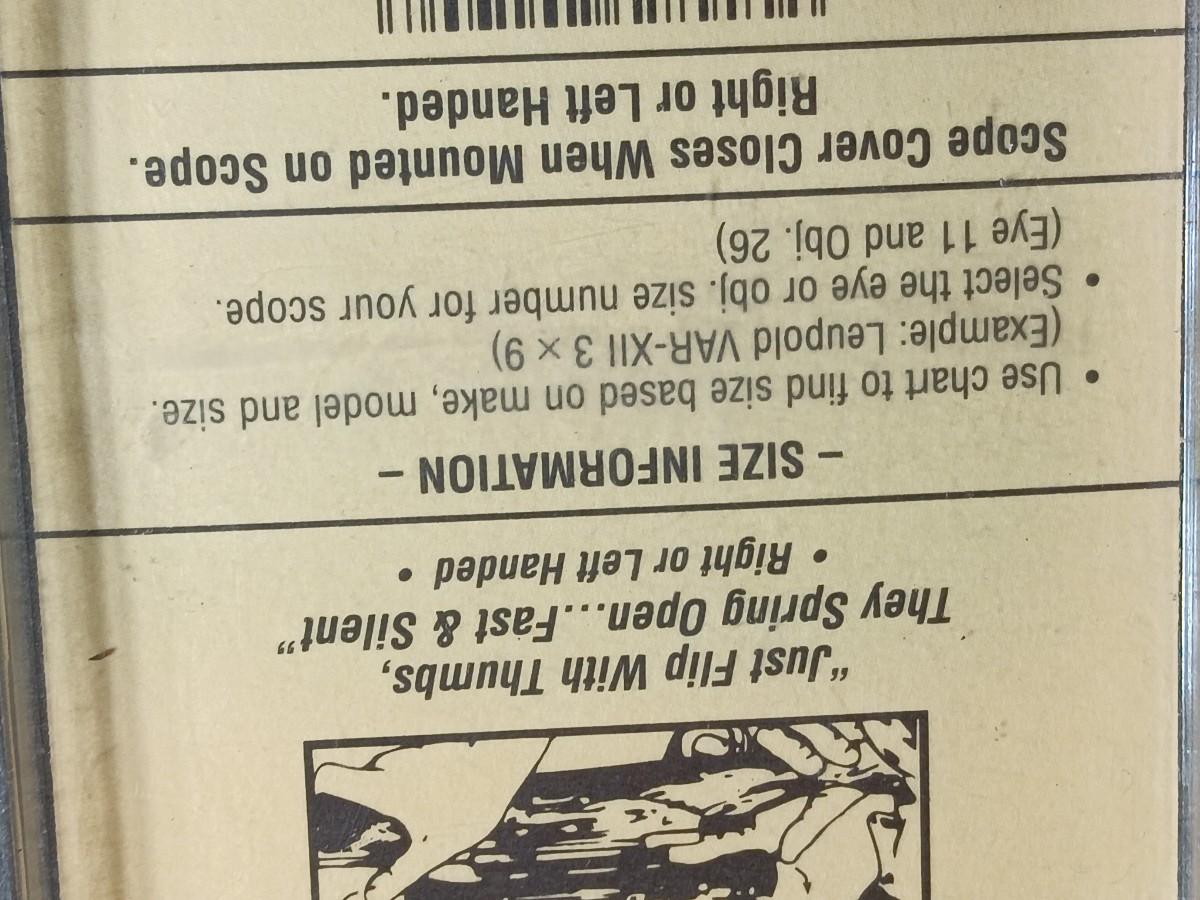 "Just Flip With Thumbs,
They Spring Open...Fast & Silent"
• Right or Left Handed •
– SIZE INFORMATION –
• Use chart to find size based on make, model and size.
(Example: Leupold VAR-XII 3 × 9)
• Select the eye or obj. size number for your scope.
(Eye 11 and Obj. 26)
Scope Cover Closes When Mounted on Scope.
Right or Left Handed.